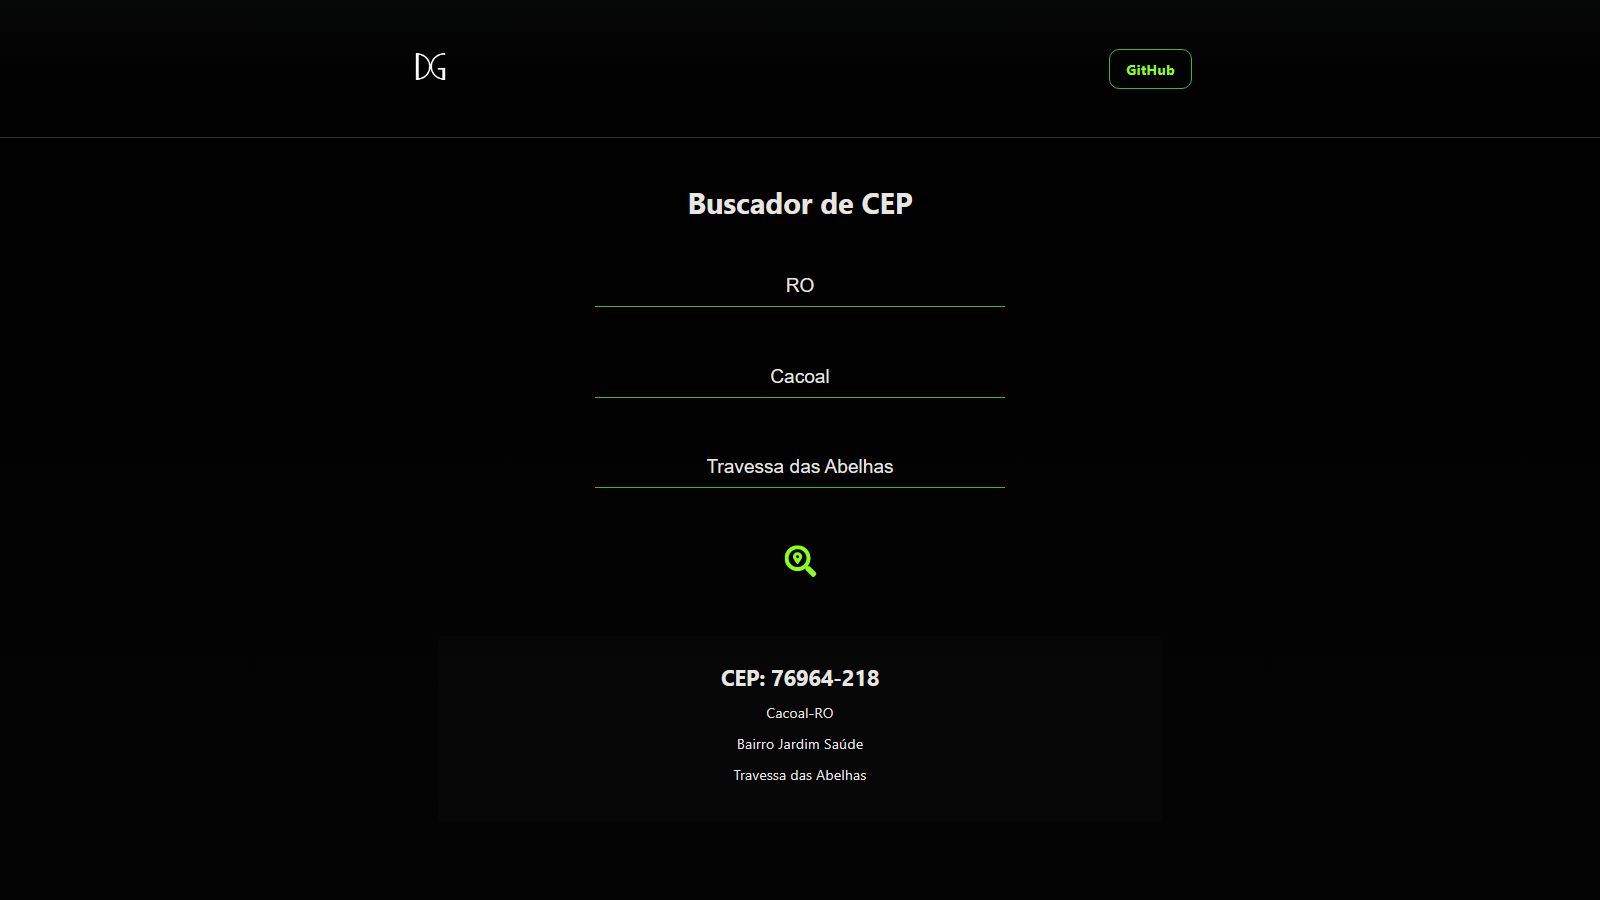 DG
GitHub
Buscador de CEP
RO
Cacoal
Travessa das Abelhas
CEP: 76964-218
Cacoal-RO
Bairro Jardim Saúde
Travessa das Abelhas